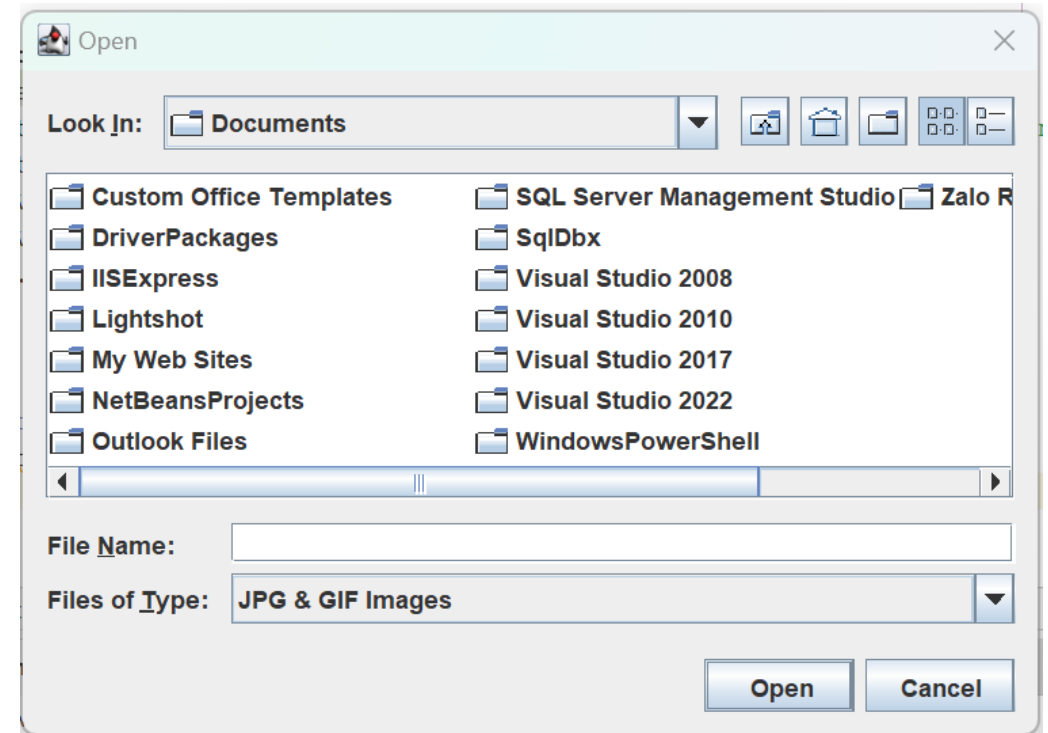 Open
Look In: Documents
Custom Office Templates
DriverPackages
IISExpress
Lightshot
My Web Sites
NetBeansProjects
Outlook Files
SQL Server Management Studio
SqlDbx
Visual Studio 2008
Visual Studio 2010
Visual Studio 2017
Visual Studio 2022
WindowsPowerShell
Zalo R
File Name:
Files of Type: JPG & GIF Images
Open Cancel